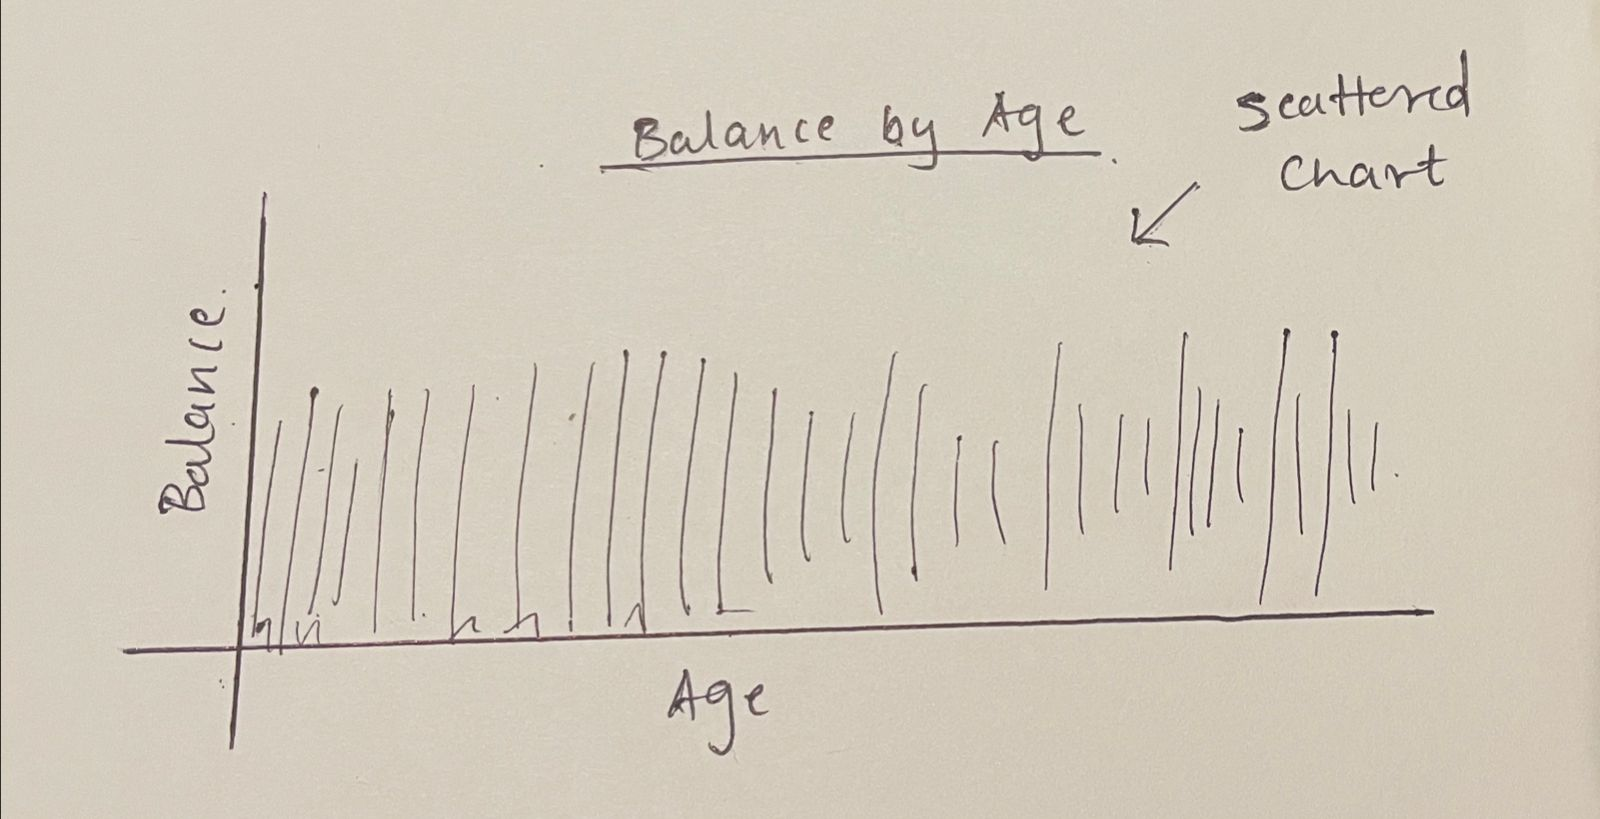 Balance by Age
scattered
chart
Balance.
Age